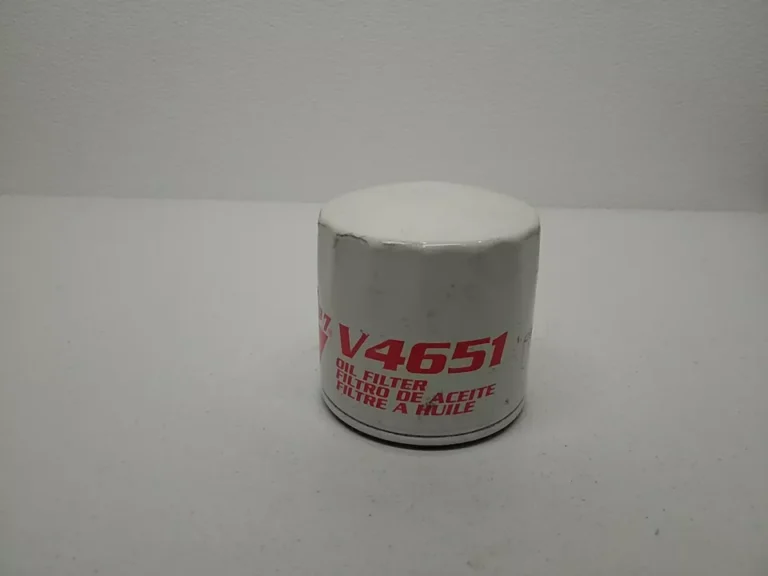 V4651
OIL FILTER
FILTRO DE ACEITE
FILTRE A HUILE